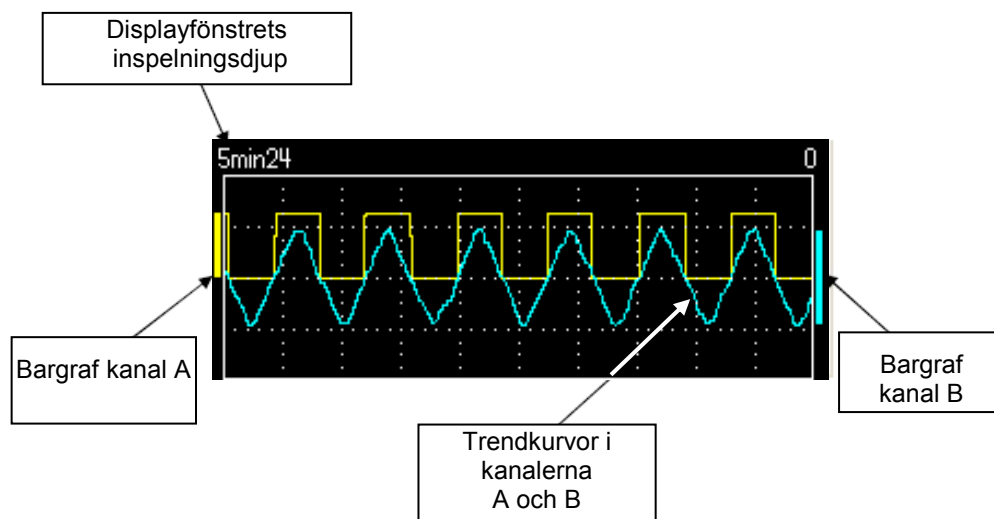 Displayfönstrets
inspelningsdjup
5min24
0
Bargraf kanal A
Bargraf
kanal B
Trendkurvor i
kanalerna
A och B